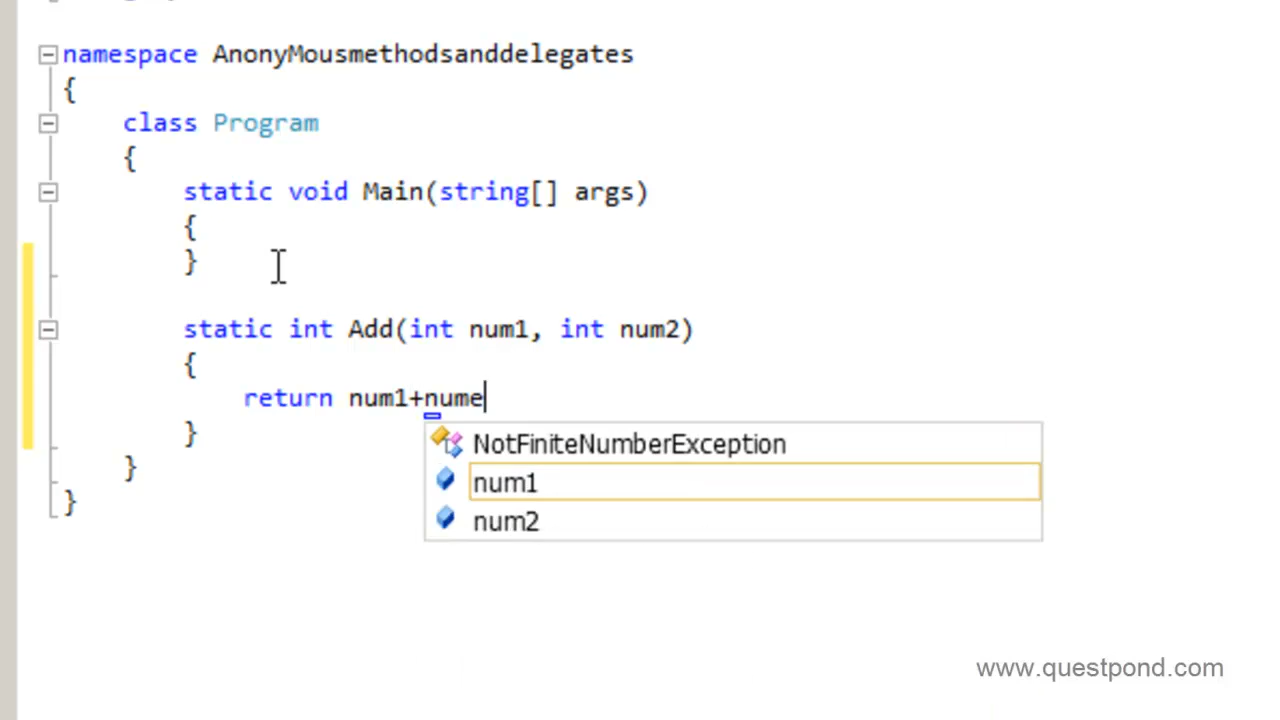 namespace AnonyMousmethodsanddelegates
{
class Program
{
static void Main(string[] args)
{
}
static int Add(int num1, int num2)
{
return num1+nume
}
NotFiniteNumberException
num1
}
num2
}
www.questpond.com